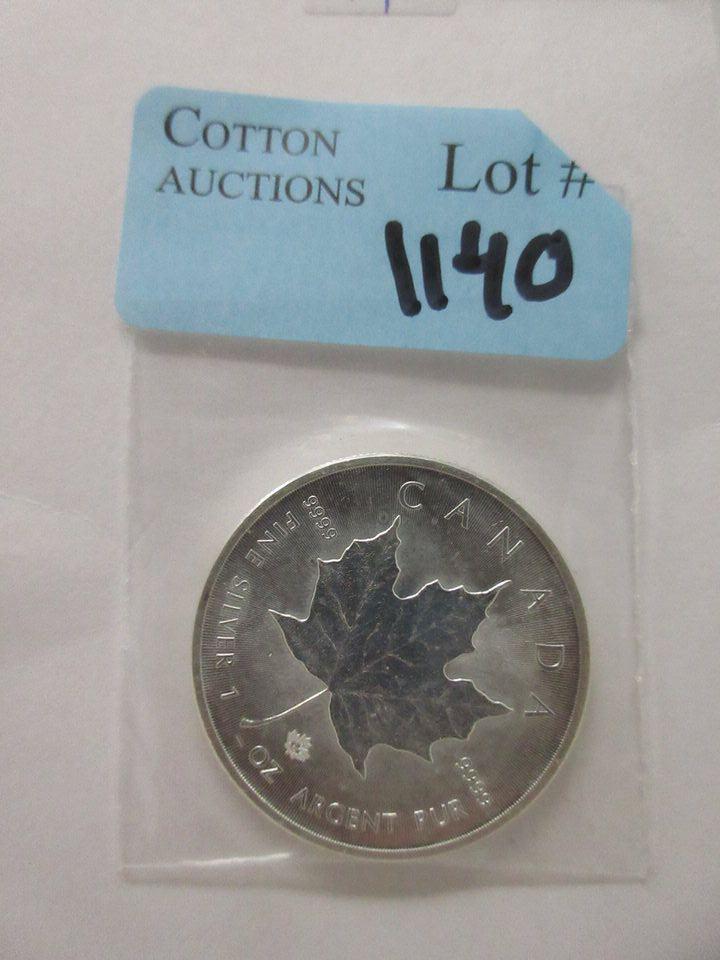 COTTON
AUCTIONS
Lot #
1140
CANADA
9999
FINE SILVER 1 OZ ARGENT PUR
9999